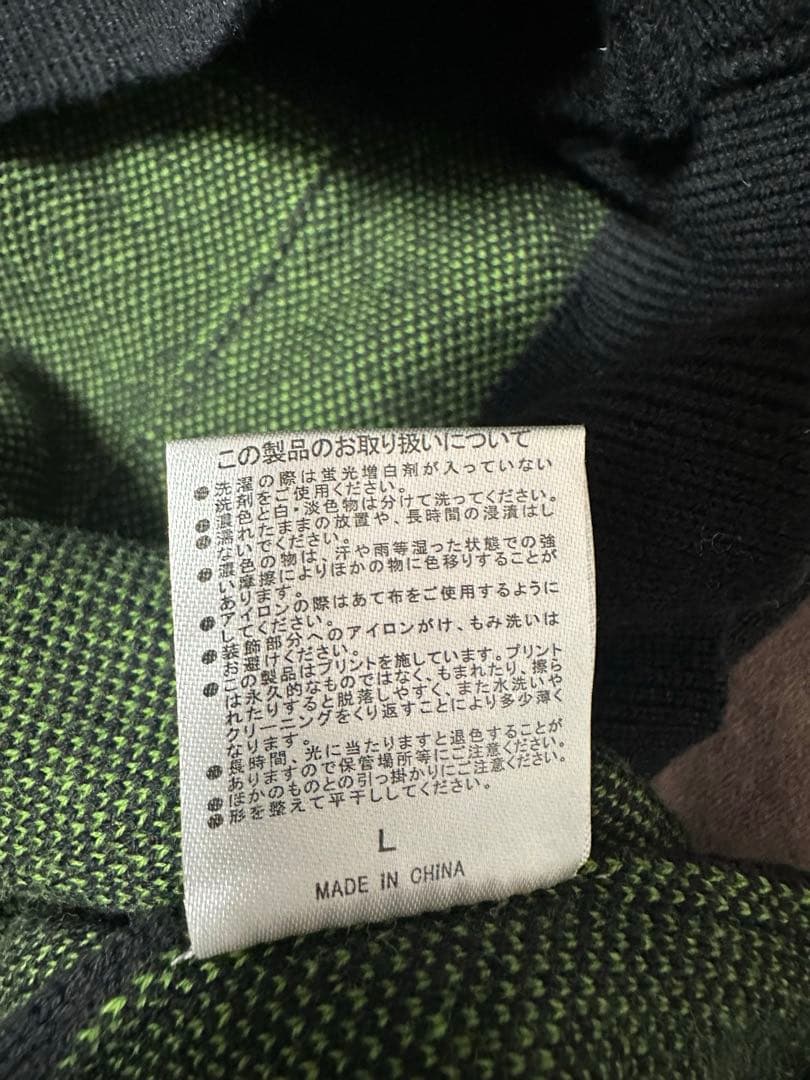 この製品のお取り扱いについて
●洗濯の際は蛍光増白剤が入っていない
洗剤をご使用ください。
●濃色と白・淡色物は分けて洗ってください。
●濡れたままの放置や、長時間の浸漬はし
ないでください。
●濃色の物は、汗や雨等湿った状態での強
い摩擦によりほかの物に色移りすることが
あります。
●アイロンの際はあて布をご使用するように
してください。
●装飾部分へのアイロンがけ、もみ洗いは
お避けください。
●この製品はプリントを施しています。プリント
は永久的なものではなく、もまれたり、擦ら
れたりすると脱落しやすく、また水洗いや
クリーニングをくり返すことにより多少薄く
なります。
●長時間、光に当たりますと退色することが
ありますので保管場所等にご注意ください。
●ほかのものとの引っ掛かりにご注意ください。
●形を整えて平干ししてください。
L
MADE IN CHINA